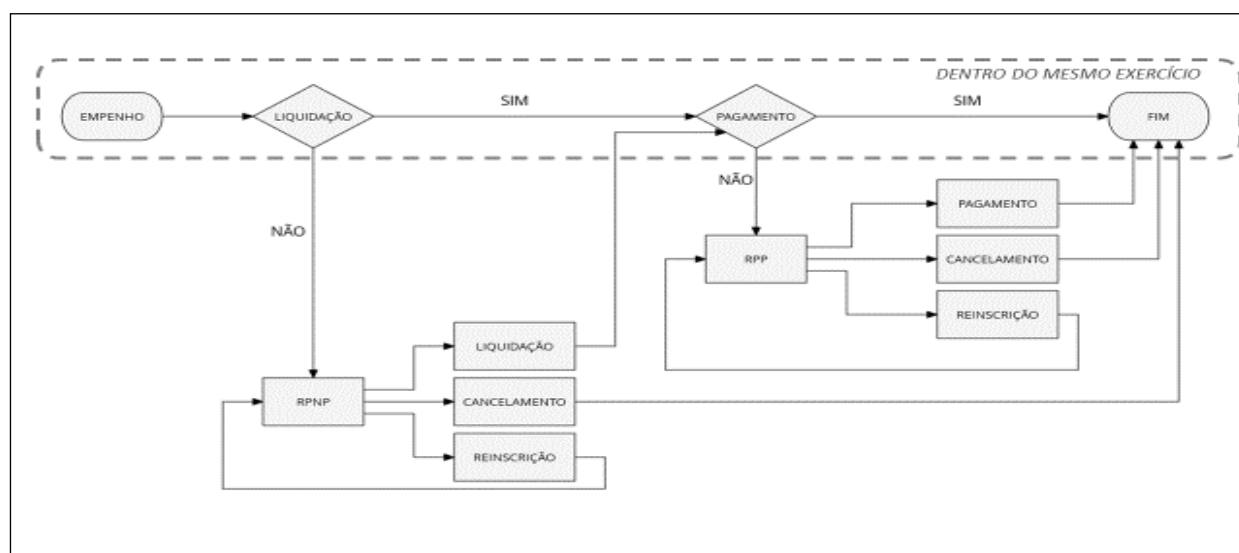 DENTRO DO MESMO EXERCÍCIO
EMPENHO
LIQUIDAÇÃO
SIM
PAGAMENTO
SIM
FIM
NÃO
NÃO
PAGAMENTO
RPP
CANCELAMENTO
REINSCRIÇÃO
LIQUIDAÇÃO
RPNP
CANCELAMENTO
REINSCRIÇÃO